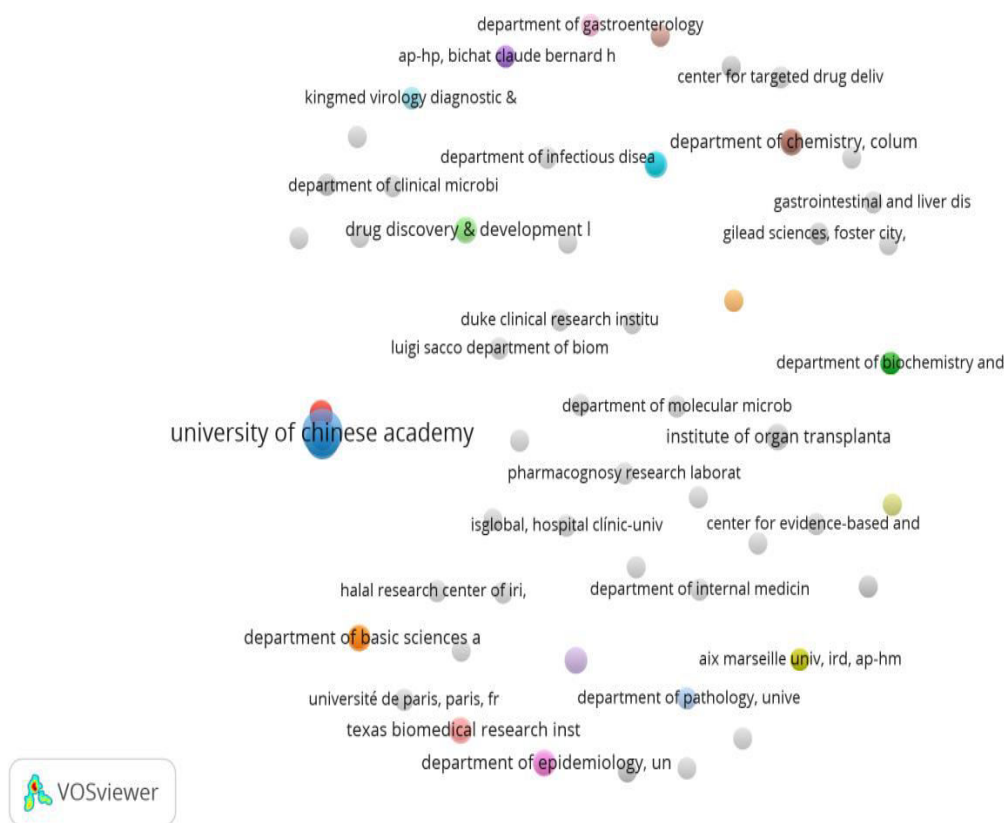 department of gastroenterology
ap-hp, bichat claude bernard h
center for targeted drug deliv
kingmed virology diagnostic &
department of chemistry, colum
department of infectious disea
department of clinical microbi
gastrointestinal and liver dis
drug discovery & development l
gilead sciences, foster city,
duke clinical research institu
luigi sacco department of biom
department of biochemistry and
department of molecular microb
university of chinese academy
institute of organ transplanta
pharmacognosy research laborat
isglobal, hospital clínic-univ
center for evidence-based and
halal research center of iri,
department of internal medicin
department of basic sciences a
aix marseille univ, ird, ap-hm
université de paris, paris, fr
department of pathology, unive
texas biomedical research inst
department of epidemiology, un
VOSviewer